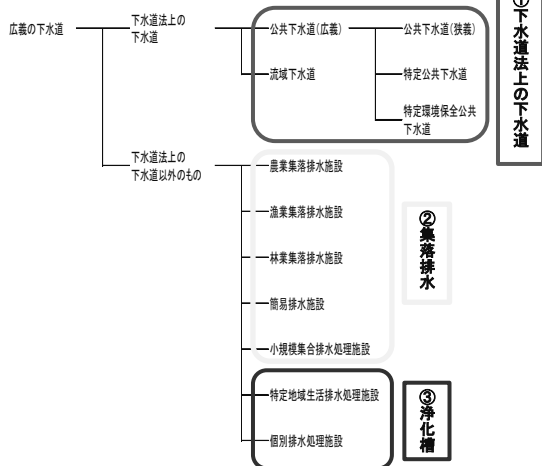 広義の下水道
下水道法上の
下水道
公共下水道(広義)
公共下水道(狭義)
流域下水道
特定公共下水道
特定環境保全公共
下水道
①下水道法上の下水道
下水道法上の
下水道以外のもの
農業集落排水施設
漁業集落排水施設
林業集落排水施設
簡易排水施設
小規模集合排水処理施設
②集落排水
特定地域生活排水処理施設
個別排水処理施設
③浄化槽